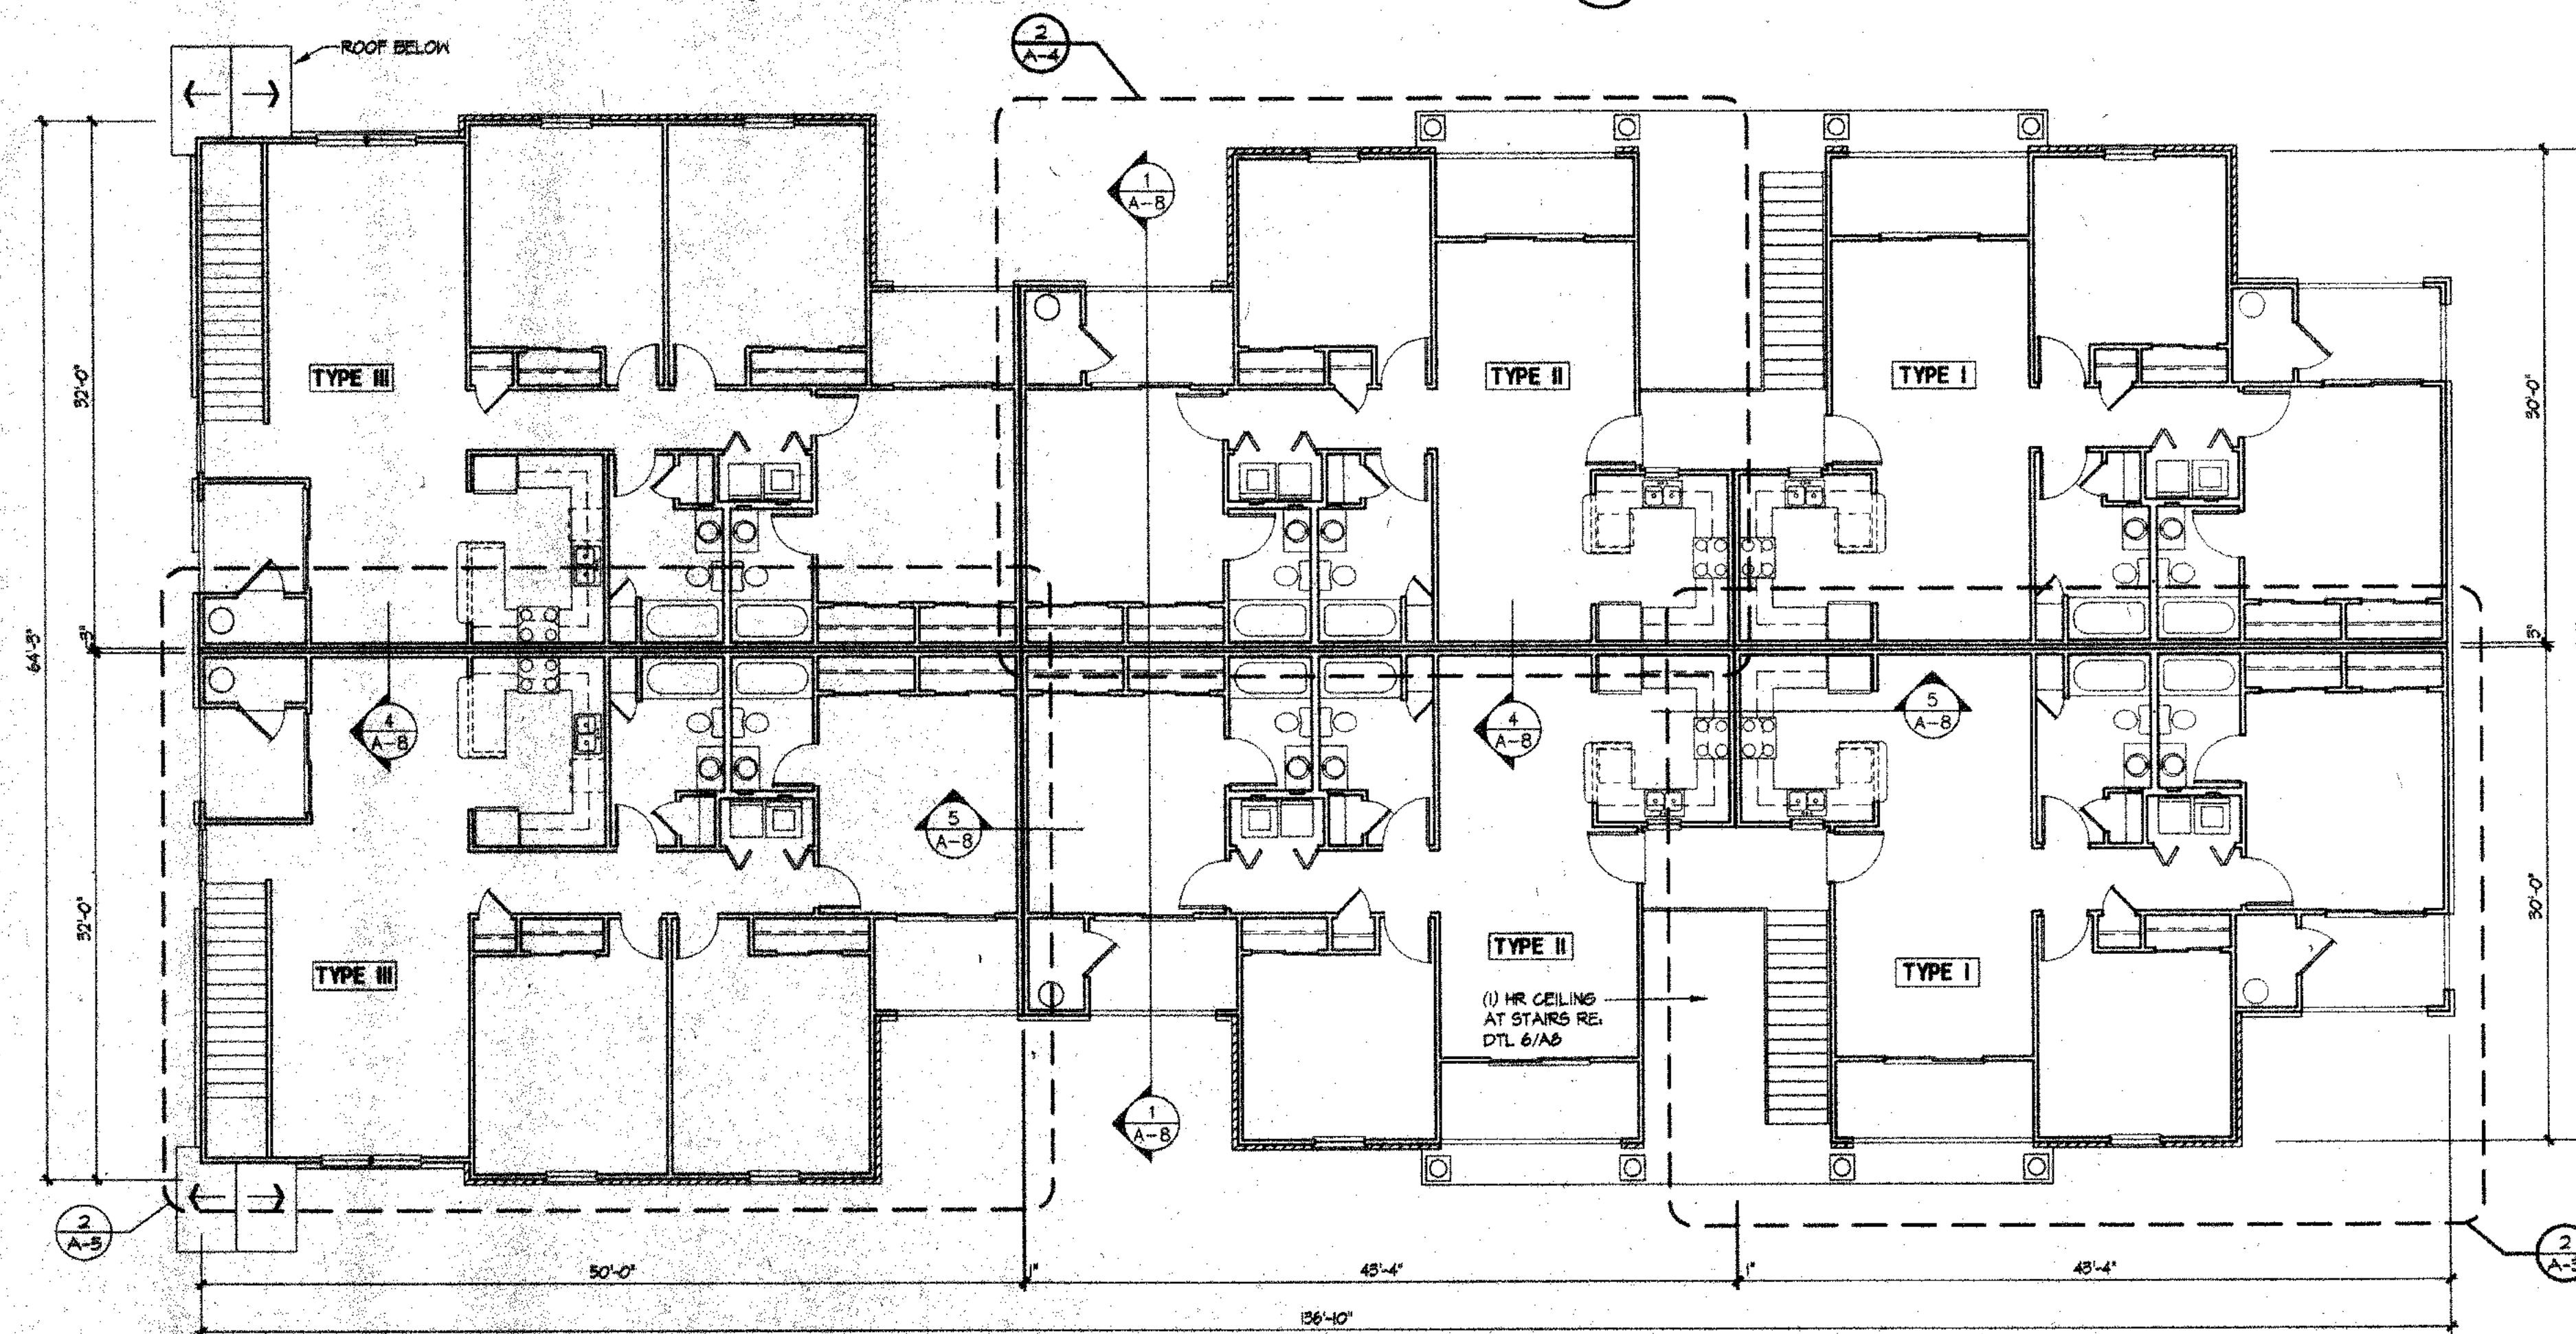 ROOF BELOW
2
A-4
1
A-8
TYPE III
TYPE II
TYPE I
32'-0"
30'-0"
64'-3"
3"
3"
4
A-8
4
A-8
5
A-8
5
A-8
32'-0"
30'-0"
TYPE III
TYPE II
TYPE I
(1) HR CEILING
AT STAIRS RE:
DTL 6/A8
1
A-8
2
A-5
2
50'-0"
1"
43'-4"
1"
43'-4"
136'-10"